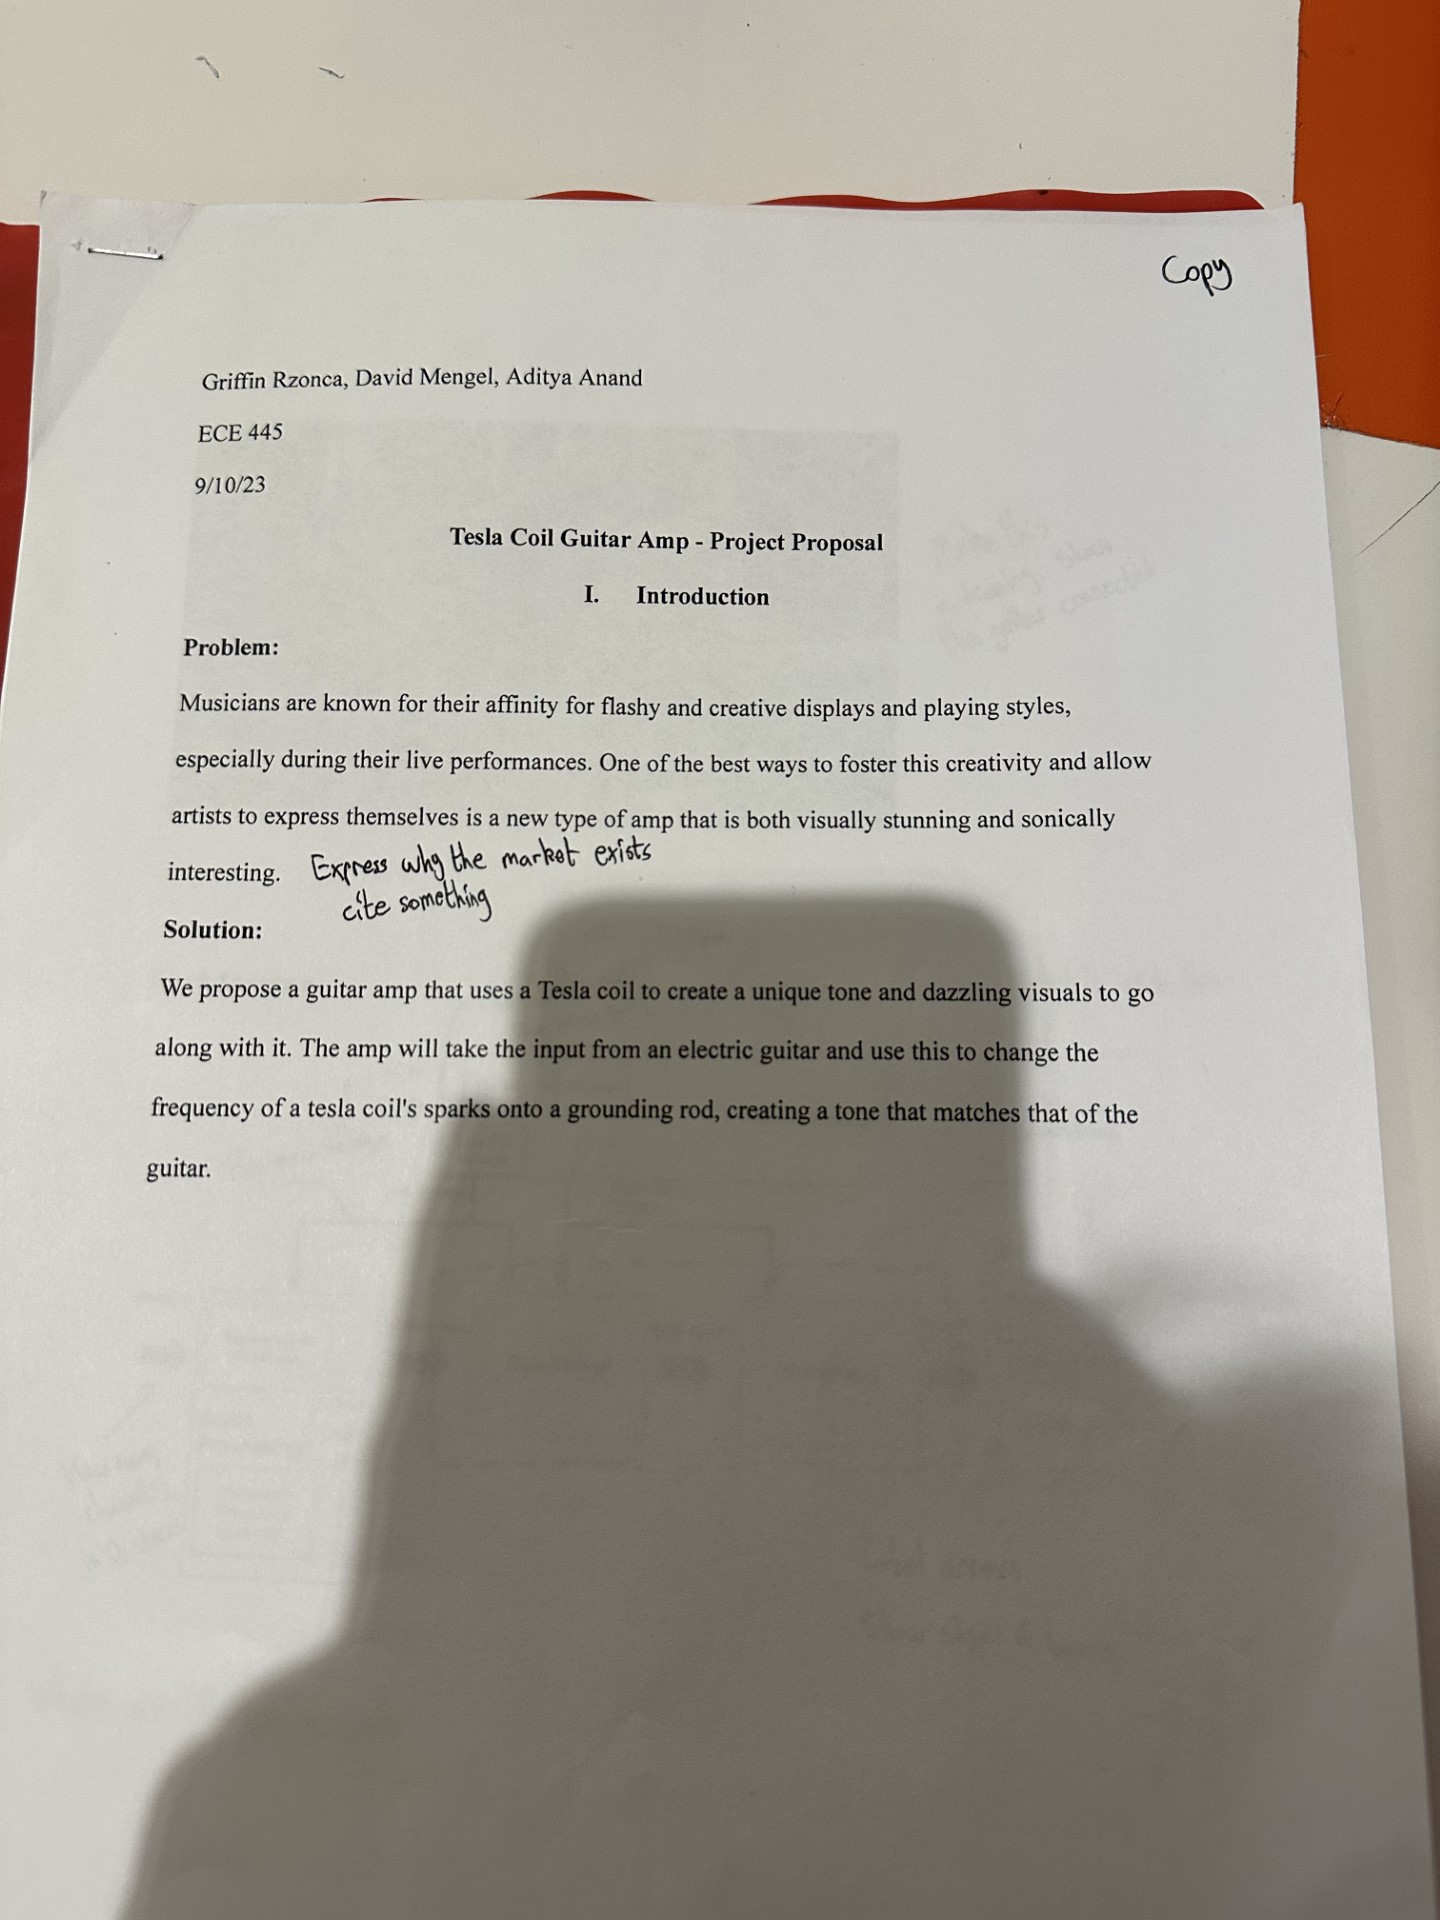 Copy
Griffin Rzonca, David Mengel, Aditya Anand
ECE 445
9/10/23
Tesla Coil Guitar Amp - Project Proposal
I. Introduction
Problem:
Musicians are known for their affinity for flashy and creative displays and playing styles,
especially during their live performances. One of the best ways to foster this creativity and allow
artists to express themselves is a new type of amp that is both visually stunning and sonically
interesting.
Express why the market exists
cite something
Solution:
We propose a guitar amp that uses a Tesla coil to create a unique tone and dazzling visuals to go
along with it. The amp will take the input from an electric guitar and use this to change the
frequency of a tesla coil's sparks onto a grounding rod, creating a tone that matches that of the
guitar.